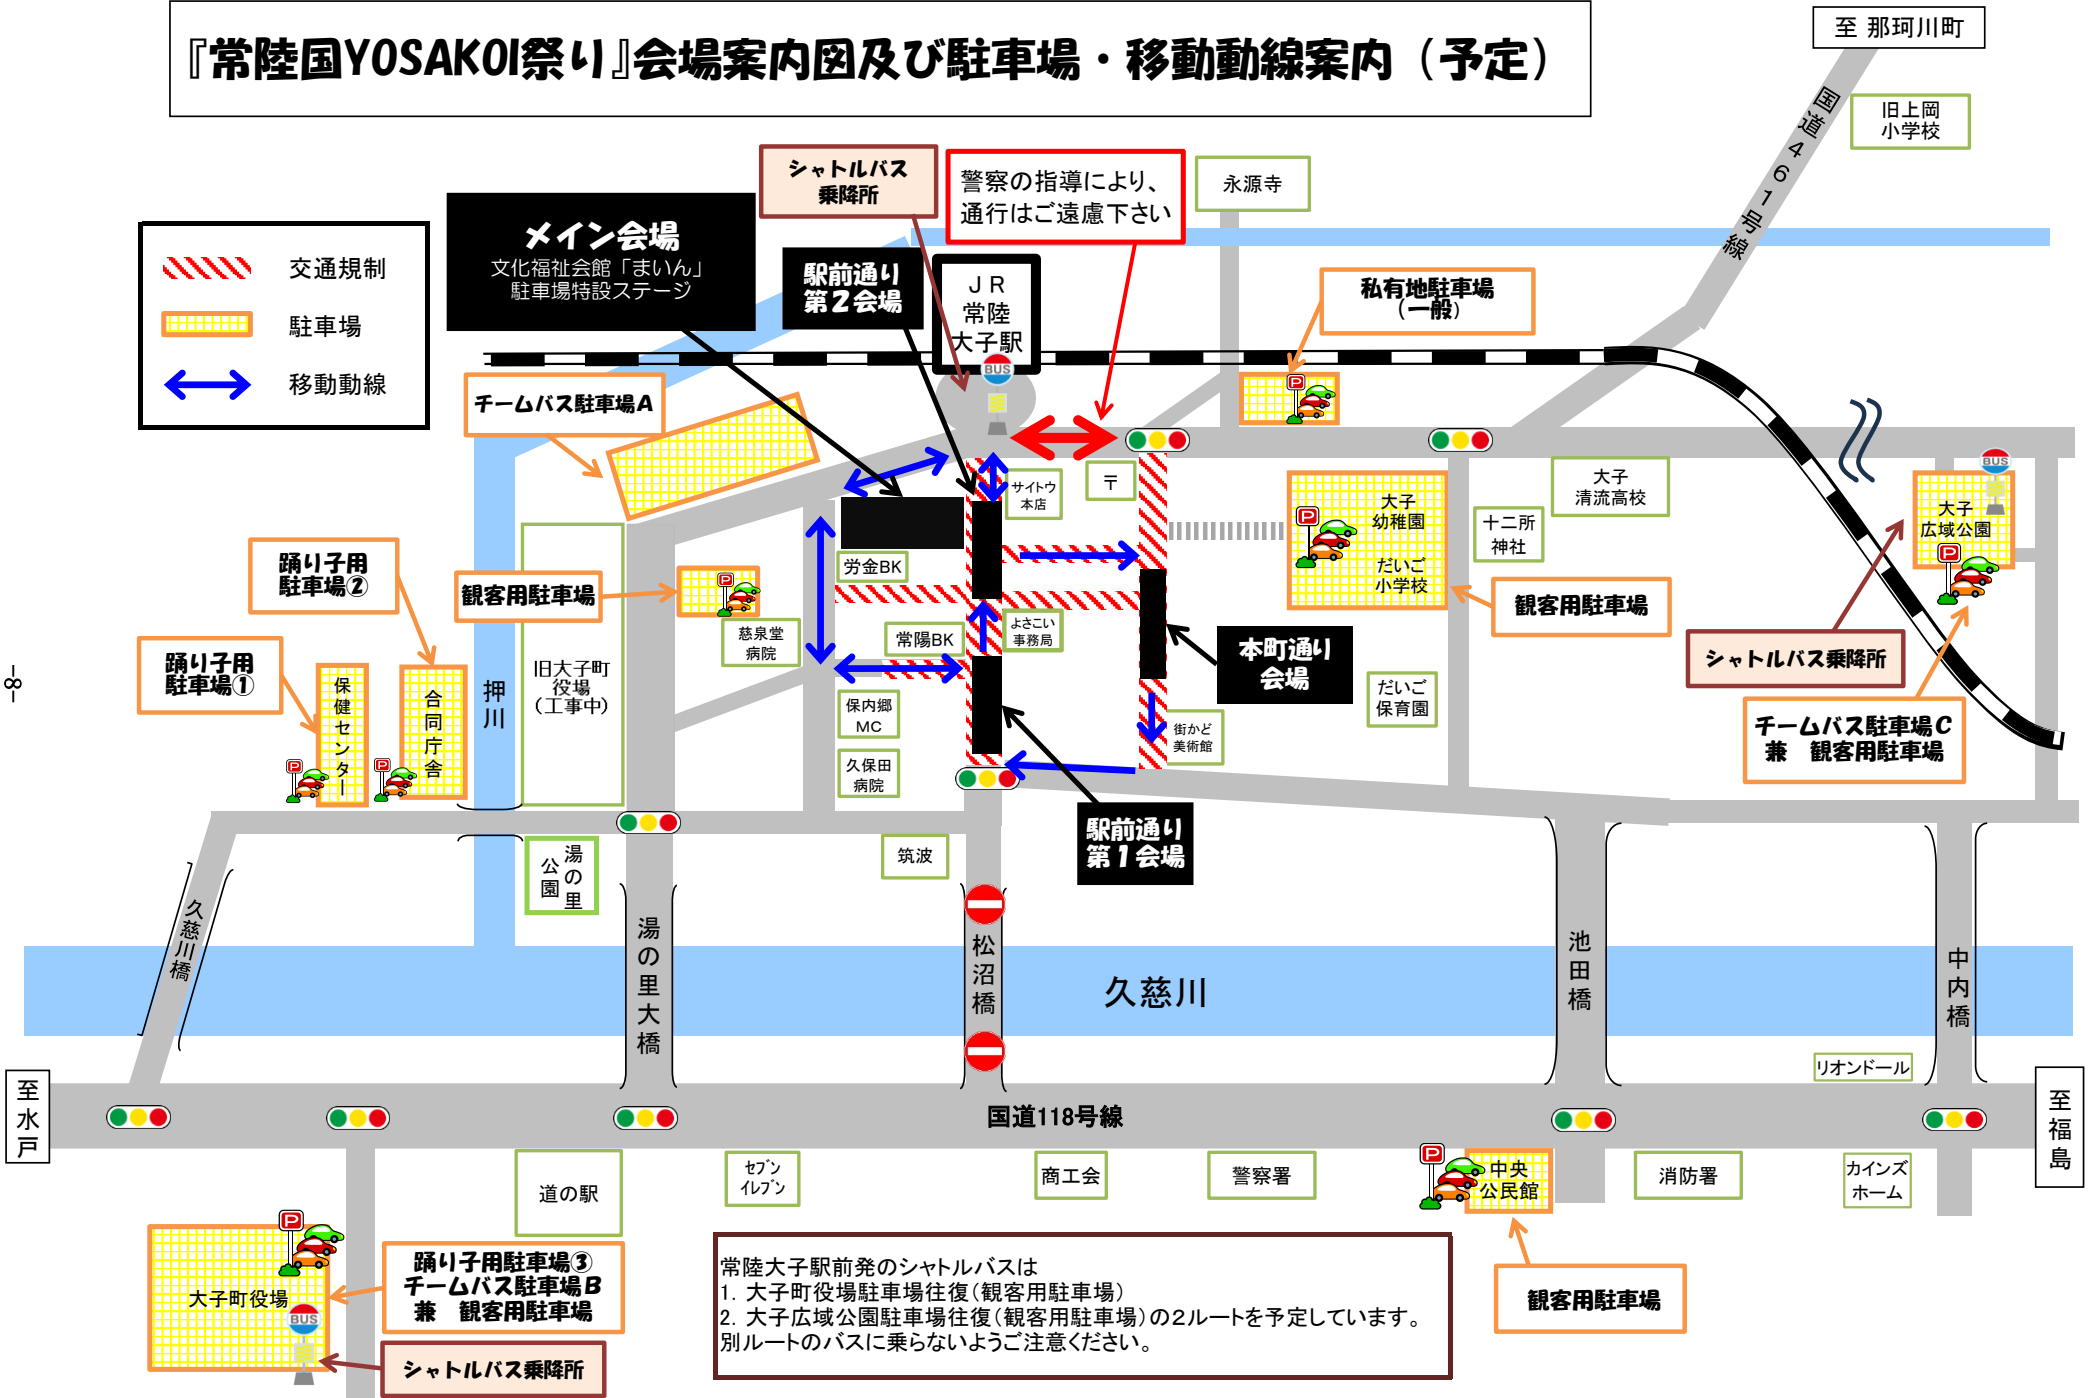 『常陸国YOSAKOI祭り』会場案内図及び駐車場・移動動線案内（予定）
至 那珂川町
国道461号線
旧上岡
小学校
シャトルバス
乗降所
警察の指導により、
通行はご遠慮下さい
永源寺
交通規制
駐車場
移動動線
メイン会場
文化福祉会館「まいん」
駐車場特設ステージ
駅前通り
第2会場
ＪＲ
常陸
大子駅
BUS
私有地駐車場
（一般）
チームバス駐車場A
サイトウ
本店
〒
大子
幼稚園
だいご
小学校
大子
清流高校
十二所
神社
BUS
大子
広域公園
踊り子用
駐車場②
観客用駐車場
労金BK
観客用駐車場
踊り子用
駐車場①
慈泉堂
病院
常陽BK
よさこい
事務局
本町通り
会場
シャトルバス乗降所
保健センター
合同庁舎
押川
旧大子町
役場
（工事中）
保内郷
MC
久保田
病院
街かど
美術館
だいご
保育園
チームバス駐車場C
兼　観客用駐車場
-8-
駅前通り
第1会場
湯の里
公園
筑波
久慈川橋
湯の里大橋
松沼橋
久慈川
池田橋
中内橋
リオンドール
至水戸
国道118号線
至福島
道の駅
セブン
イレブン
商工会
警察署
中央
公民館
消防署
カインズ
ホーム
大子町役場
BUS
踊り子用駐車場③
チームバス駐車場B
兼　観客用駐車場
シャトルバス乗降所
常陸大子駅前発のシャトルバスは
1．大子町役場駐車場往復（観客用駐車場）
2．大子広域公園駐車場往復（観客用駐車場）の2ルートを予定しています。
別ルートのバスに乗らないようご注意ください。
観客用駐車場
P
P
P
P
P
P
P
P